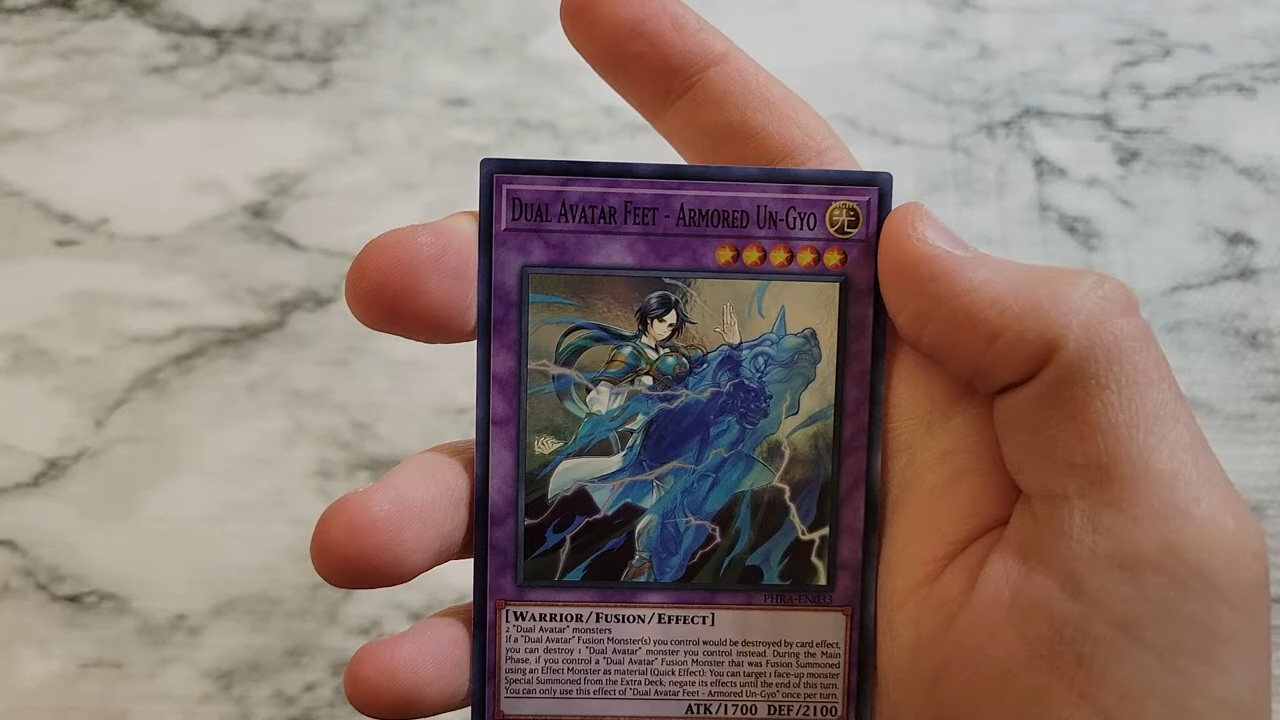 DUAL AVATAR FEET - ARMORED UN-GYO
LIGHT
光
PHRA-EN033
[WARRIOR/FUSION/EFFECT]
2 "Dual Avatar" monsters
If a "Dual Avatar" Fusion Monster(s) you control would be destroyed by card effect,
you can destroy 1 "Dual Avatar" monster you control instead. During the Main
Phase, if you control a "Dual Avatar" Fusion Monster that was Fusion Summoned
using an Effect Monster as material (Quick Effect): You can target 1 face-up monster
Special Summoned from the Extra Deck; negate its effects until the end of this turn.
You can only use this effect of "Dual Avatar Feet - Armored Un-Gyo" once per turn.
ATK/1700 DEF/2100